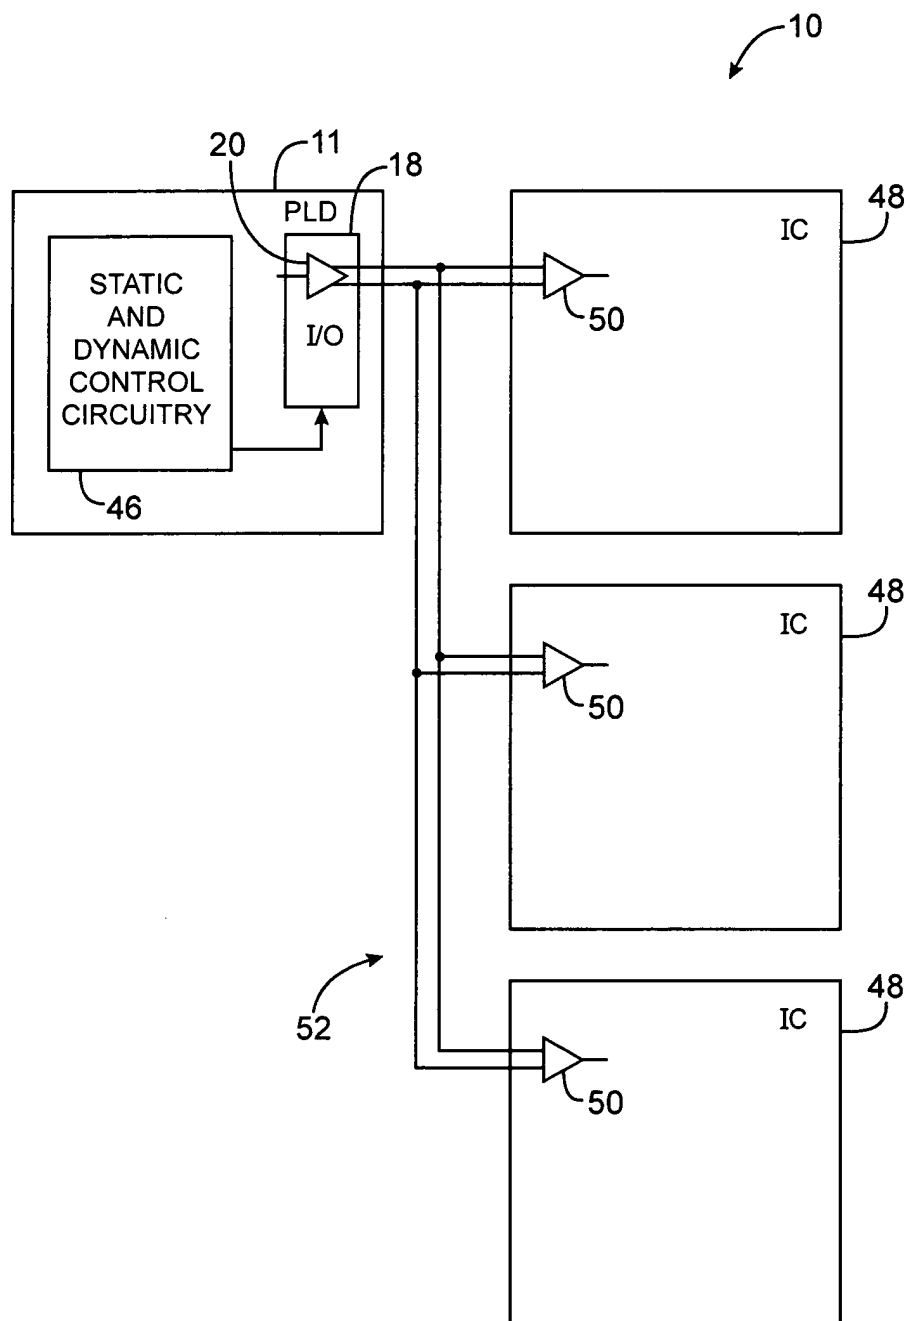 10
20
11
18
48
PLD
IC
STATIC
AND
DYNAMIC
CONTROL
CIRCUITRY
I/O
50
46
48
IC
50
48
IC
52
50